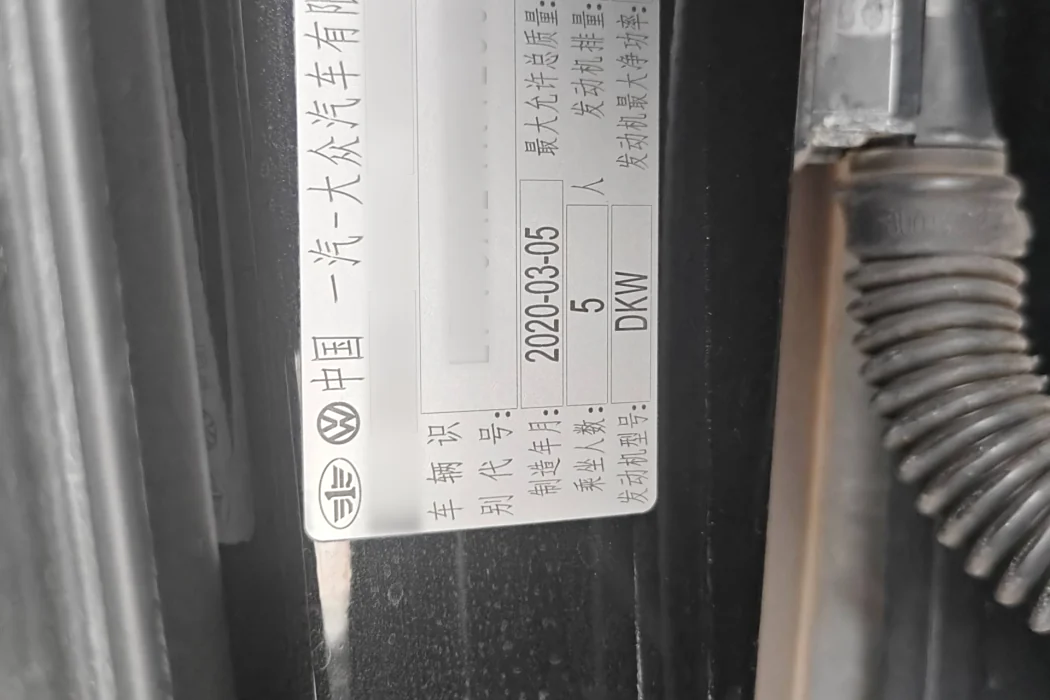 中国 一汽-大众汽车有限
车辆识
别代号:
制造年月: 2020-03-05 最大允许总质量:
乘坐人数: 5 人 发动机排量:
发动机型号: DKW 发动机最大净功率: